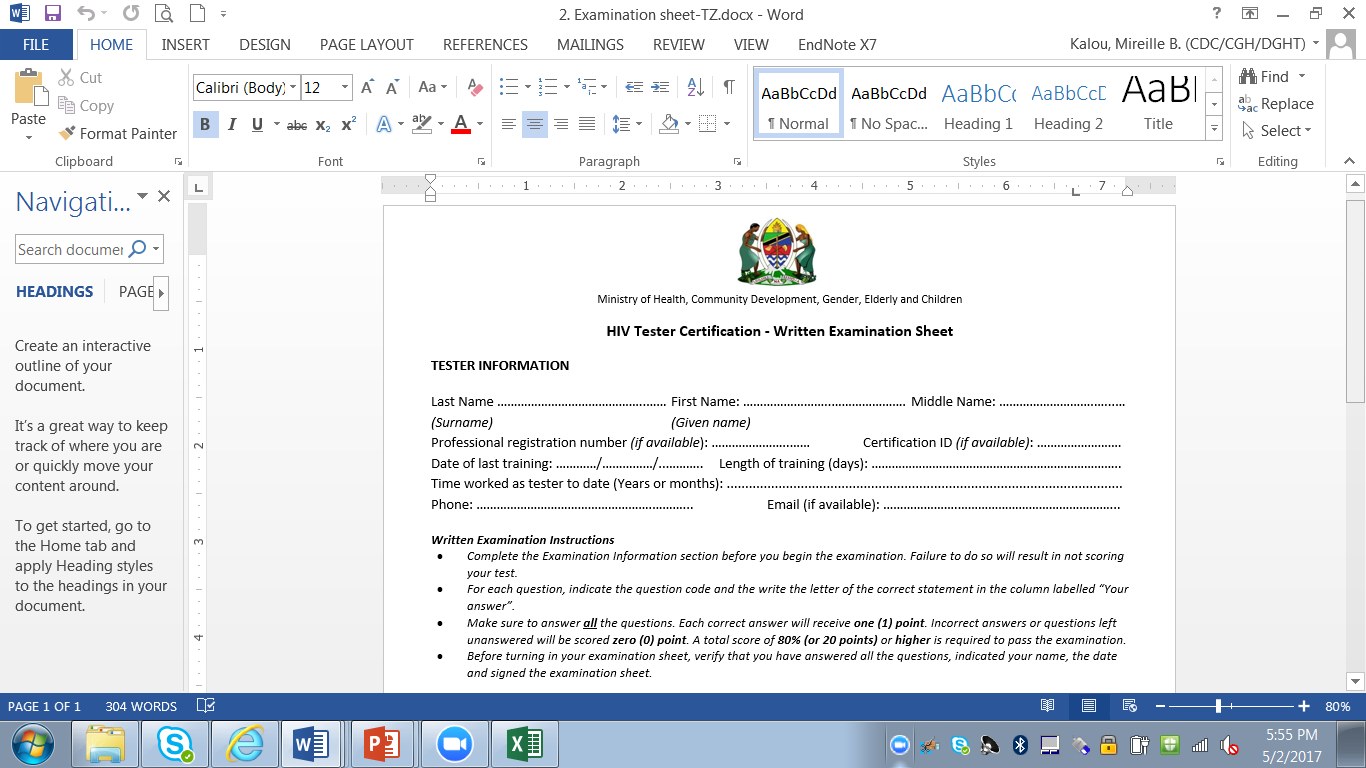 2. Examination sheet-TZ.docx - Word
FILE HOME INSERT DESIGN PAGE LAYOUT REFERENCES MAILINGS REVIEW VIEW EndNote X7 Kalou, Mireille B. (CDC/CGH/DGHT)
Paste
Cut
Copy
Format Painter
Clipboard
Calibri (Body) 12
Font
Paragraph
AaBbCcDd AaBbCcDd AaBbCc AaBbCcD AaBl
¶ Normal ¶ No Spac... Heading 1 Heading 2 Title
Styles
Find
Replace
Select
Editing
Navigati...
Search document
HEADINGS PAGE
Create an interactive
outline of your
document.
It's a great way to keep
track of where you are
or quickly move your
content around.
To get started, go to
the Home tab and
apply Heading styles
to the headings in your
document.
1 2 3 4 5 6 7
1
2
3
4
Ministry of Health, Community Development, Gender, Elderly and Children
HIV Tester Certification - Written Examination Sheet
TESTER INFORMATION
Last Name ........................................... First Name: .......................................... Middle Name: ................................
(Surname) (Given name)
Professional registration number (if available): ......................... Certification ID (if available): ......................
Date of last training: ............/............../............. Length of training (days): ................................................................
Time worked as tester to date (Years or months): ..........................................................................................................
Phone: ........................................................ Email (if available): .............................................................
Written Examination Instructions
• Complete the Examination Information section before you begin the examination. Failure to do so will result in not scoring
your test.
• For each question, indicate the question code and the write the letter of the correct statement in the column labelled "Your
answer".
• Make sure to answer all the questions. Each correct answer will receive one (1) point. Incorrect answers or questions left
unanswered will be scored zero (0) point. A total score of 80% (or 20 points) or higher is required to pass the examination.
• Before turning in your examination sheet, verify that you have answered all the questions, indicated your name, the date
and signed the examination sheet.
PAGE 1 OF 1 304 WORDS 80%
5:55 PM
5/2/2017